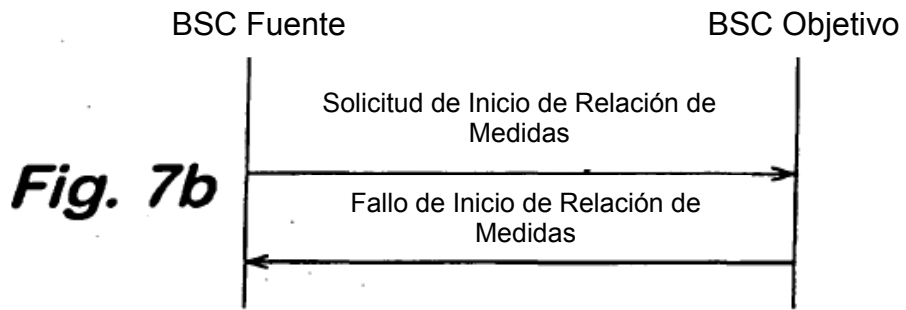 BSC Fuente
BSC Objetivo
Solicitud de Inicio de Relación de
Medidas
Fig. 7b
Fallo de Inicio de Relación de
Medidas